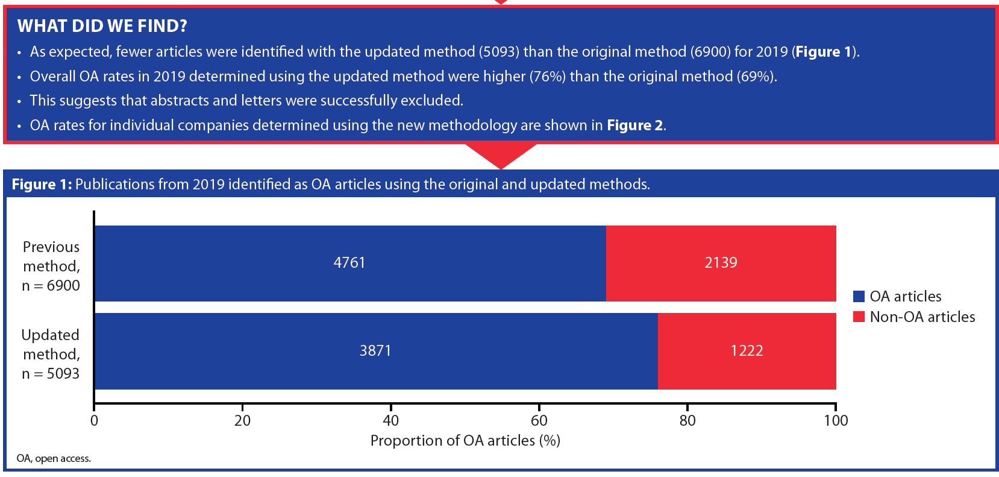 WHAT DID WE FIND?
• As expected, fewer articles were identified with the updated method (5093) than the original method (6900) for 2019 (Figure 1).
• Overall OA rates in 2019 determined using the updated method were higher (76%) than the original method (69%).
• This suggests that abstracts and letters were successfully excluded.
• OA rates for individual companies determined using the new methodology are shown in Figure 2.
Figure 1: Publications from 2019 identified as OA articles using the original and updated methods.
Previous
method,
n = 6900
4761
2139
Updated
method,
n = 5093
3871
1222
OA articles
Non-OA articles
0 20 40 60 80 100
Proportion of OA articles (%)
OA, open access.